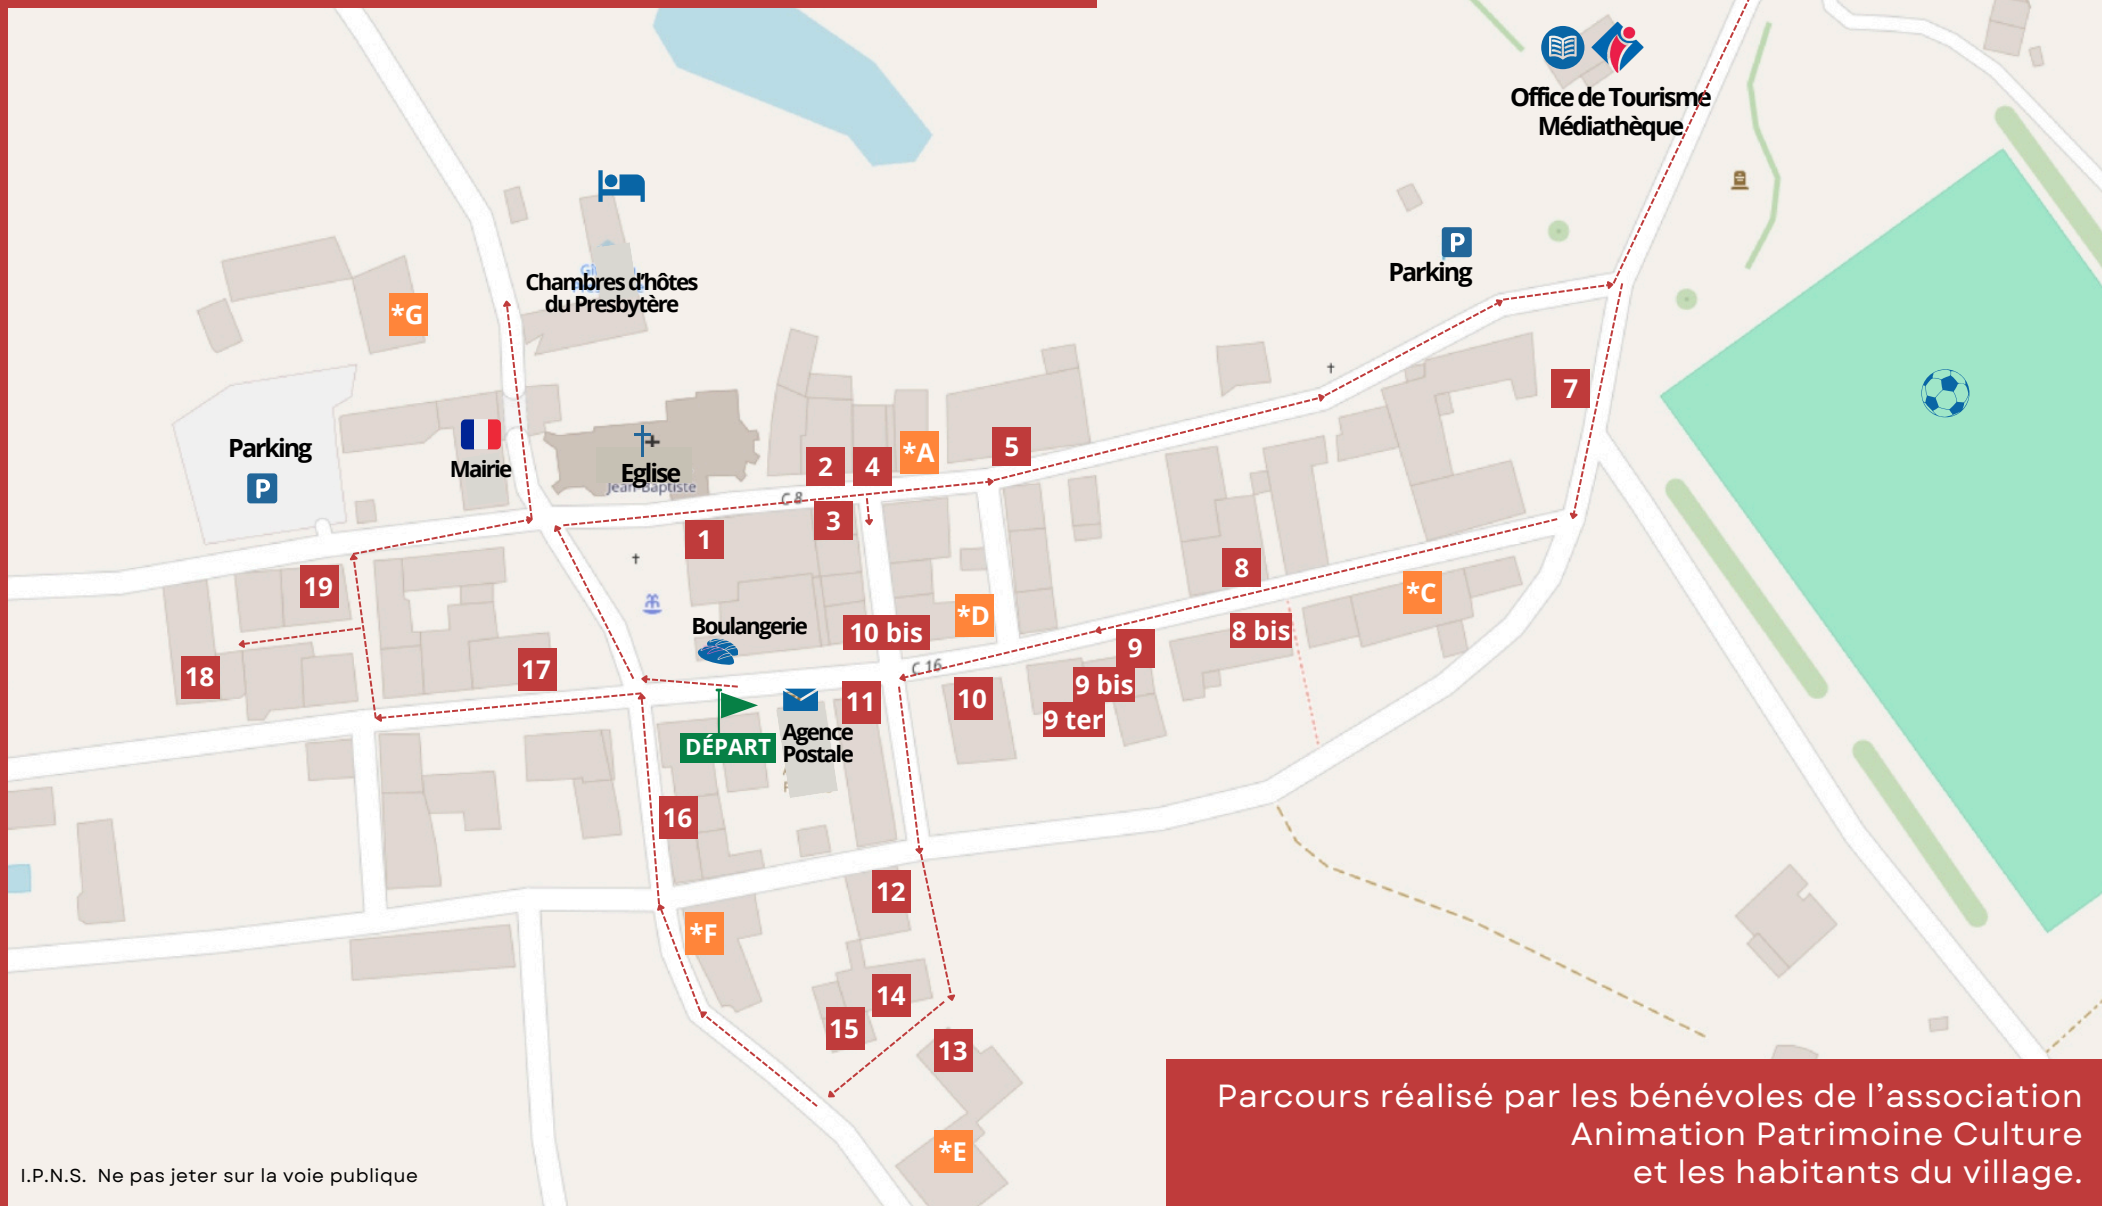 Office de Tourisme
Médiathèque
P
Parking
Chambres d'hôtes
du Presbytère
*G
7
Parking
P
Mairie
Eglise
Jean Baptiste
2
4
*A
5
C 8
3
1
19
18
17
Boulangerie
10 bis
*D
8
8 bis
*C
C 16
9
9 bis
9 ter
10
11
DÉPART
Agence
Postale
16
12
*F
14
15
13
*E
Parcours réalisé par les bénévoles de l'association
Animation Patrimoine Culture
et les habitants du village.
I.P.N.S. Ne pas jeter sur la voie publique